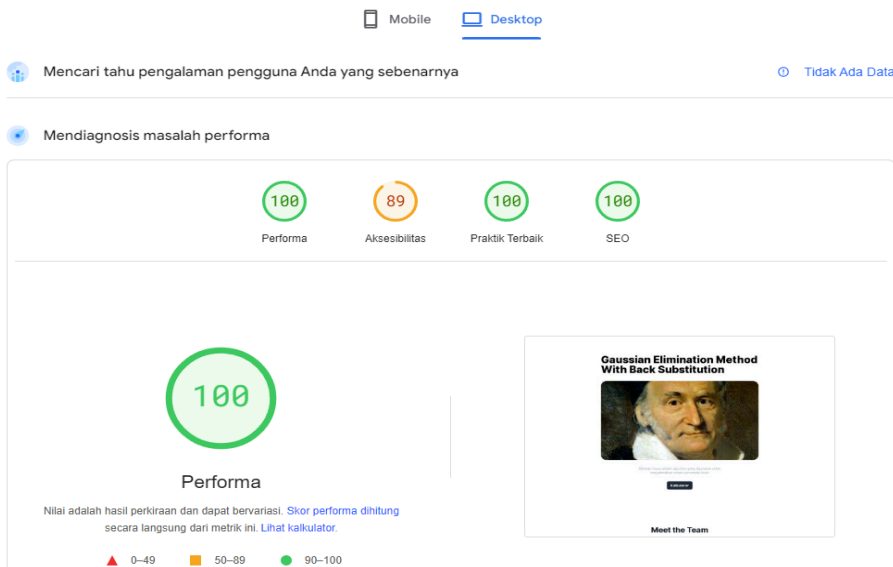 Mobile Desktop
Mencari tahu pengalaman pengguna Anda yang sebenarnya Tidak Ada Data
Mendiagnosis masalah performa
100 89 100 100
Performa Aksesibilitas Praktik Terbaik SEO
100
Performa
Nilai adalah hasil perkiraan dan dapat bervariasi. Skor performa dihitung
secara langsung dari metrik ini. Lihat kalkulator.
0–49 50–89 90–100
Gaussian Elimination Method
With Back Substitution
Meet the Team